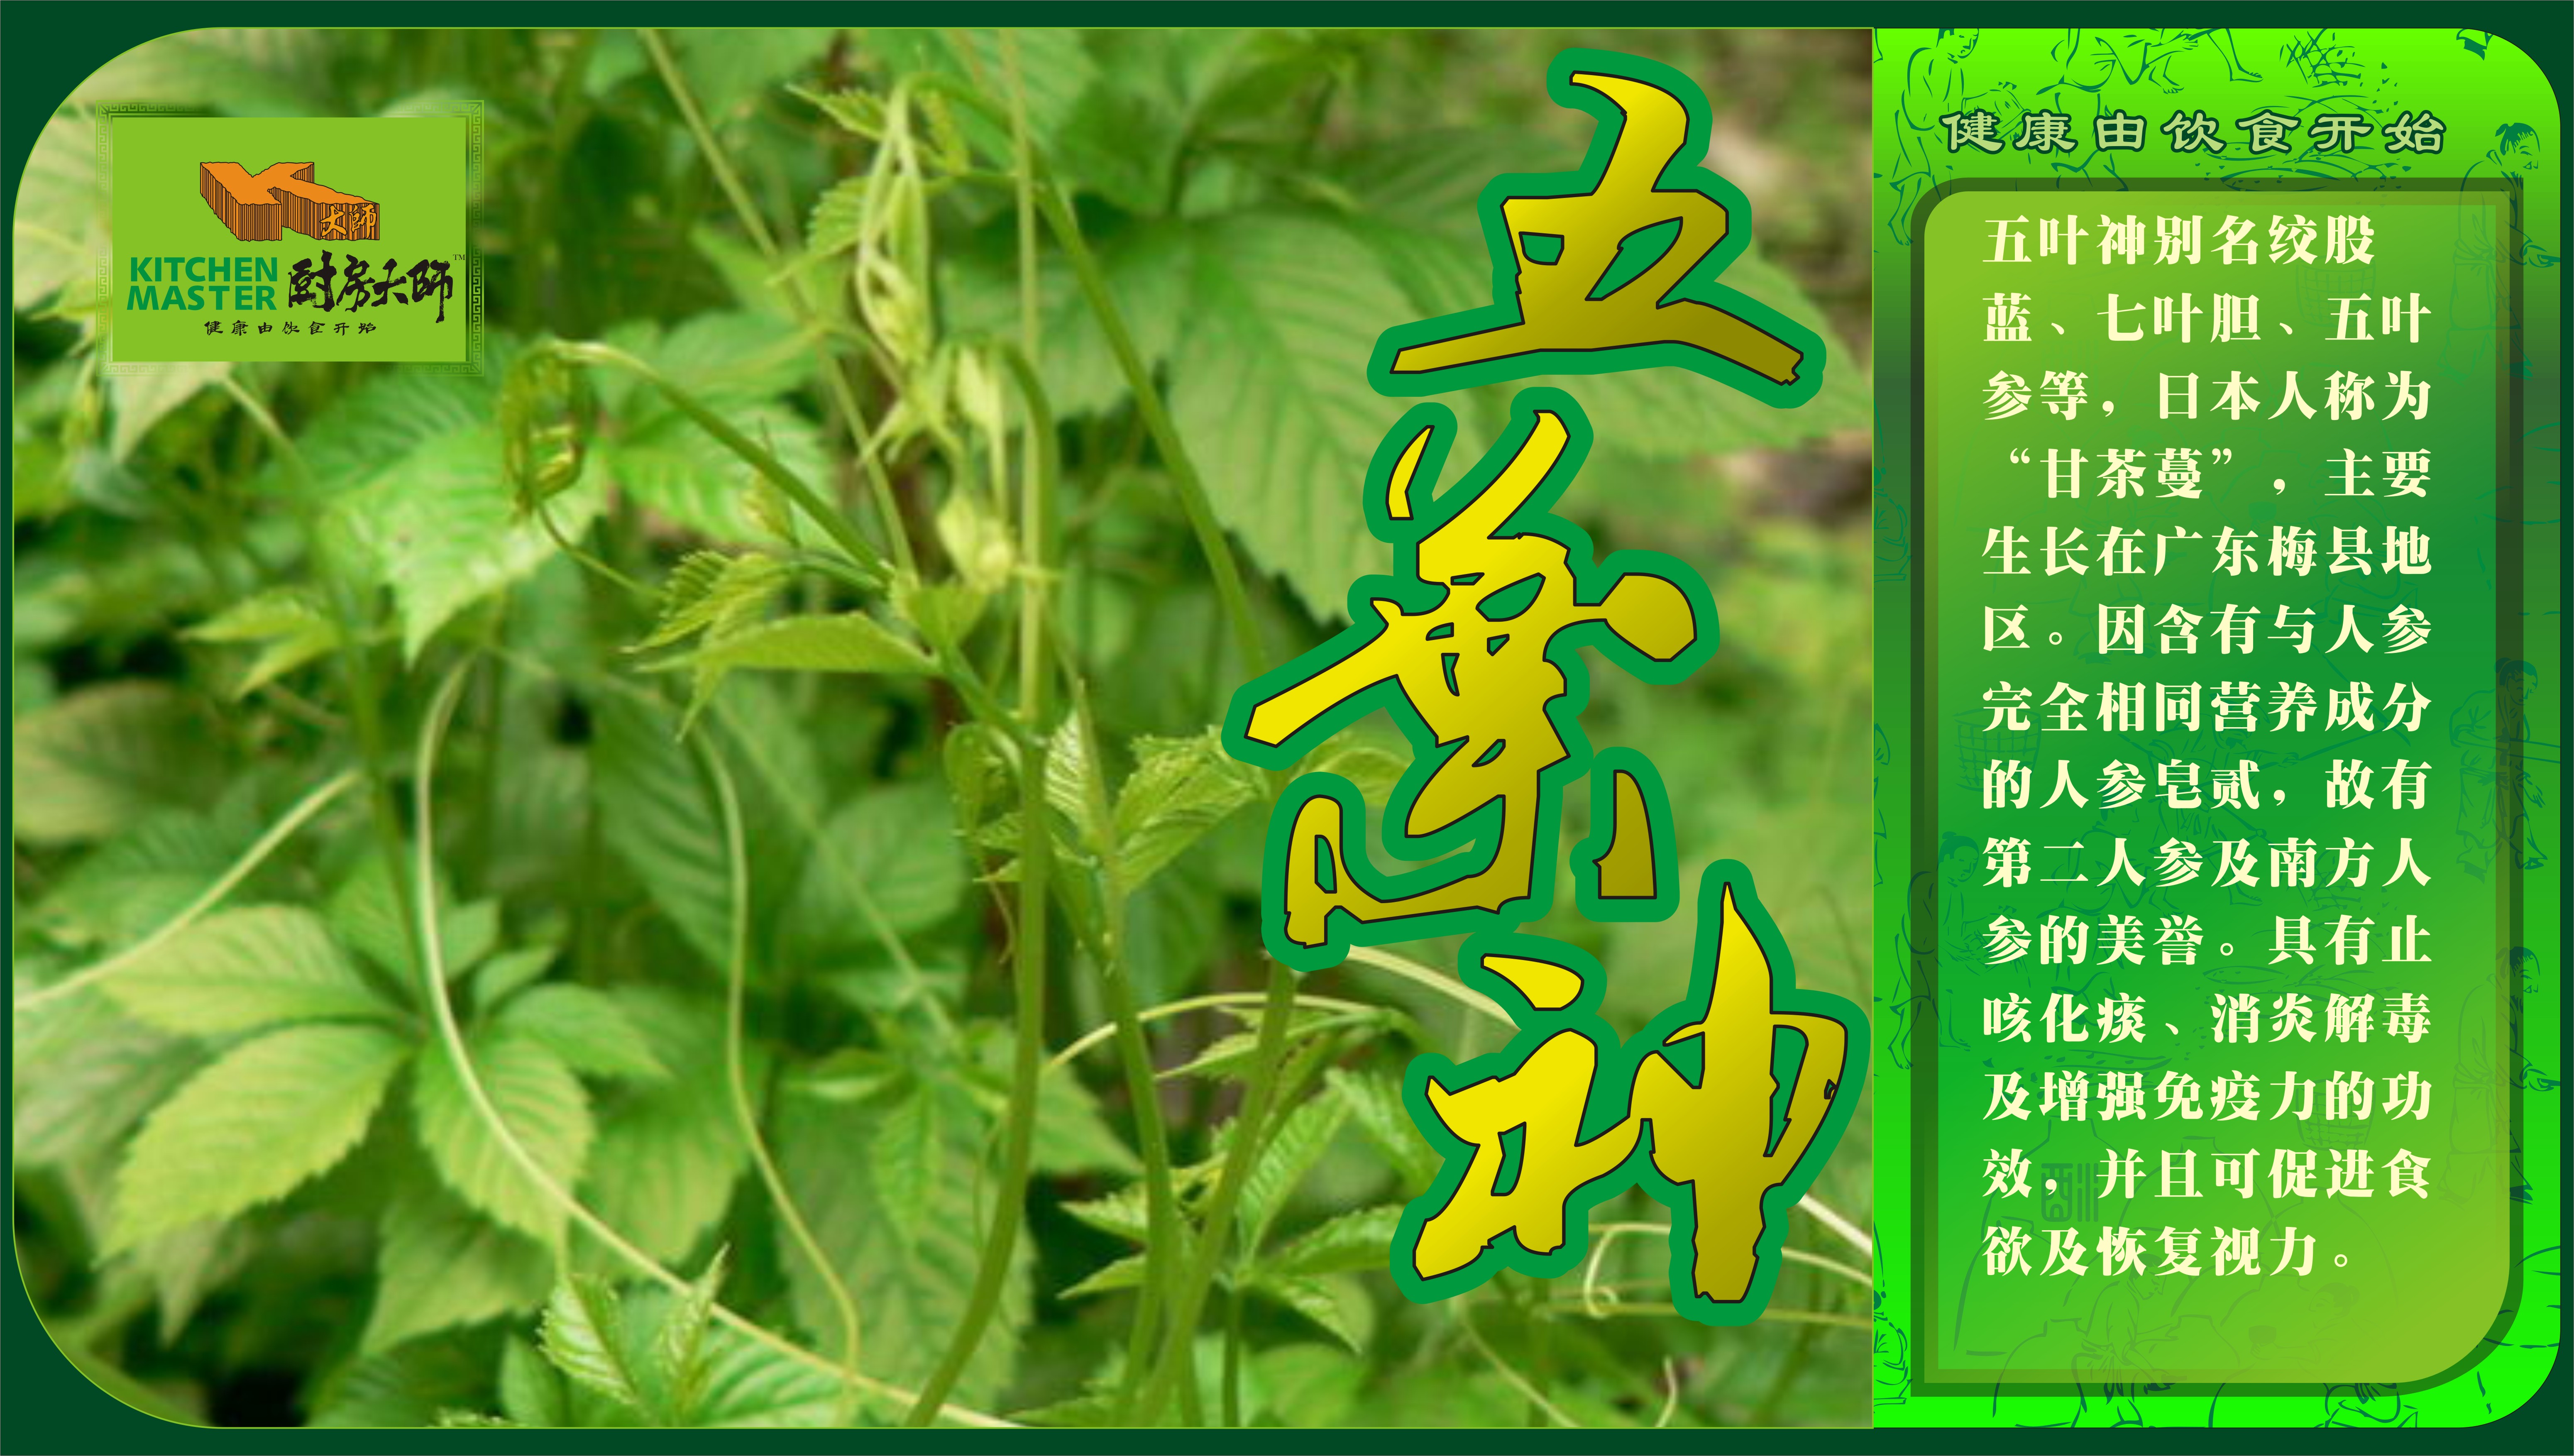 大師
KITCHEN
MASTER
厨房大師™
健康由饮食开始
五葉神
健康由饮食开始
五叶神别名绞股
蓝、七叶胆、五叶
参等，日本人称为
“甘茶蔓”，主要
生长在广东梅县地
区。因含有与人参
完全相同营养成分
的人参皂贰，故有
第二人参及南方人
参的美誉。具有止
咳化痰、消炎解毒
及增强免疫力的功
效，并且可促进食
欲及恢复视力。